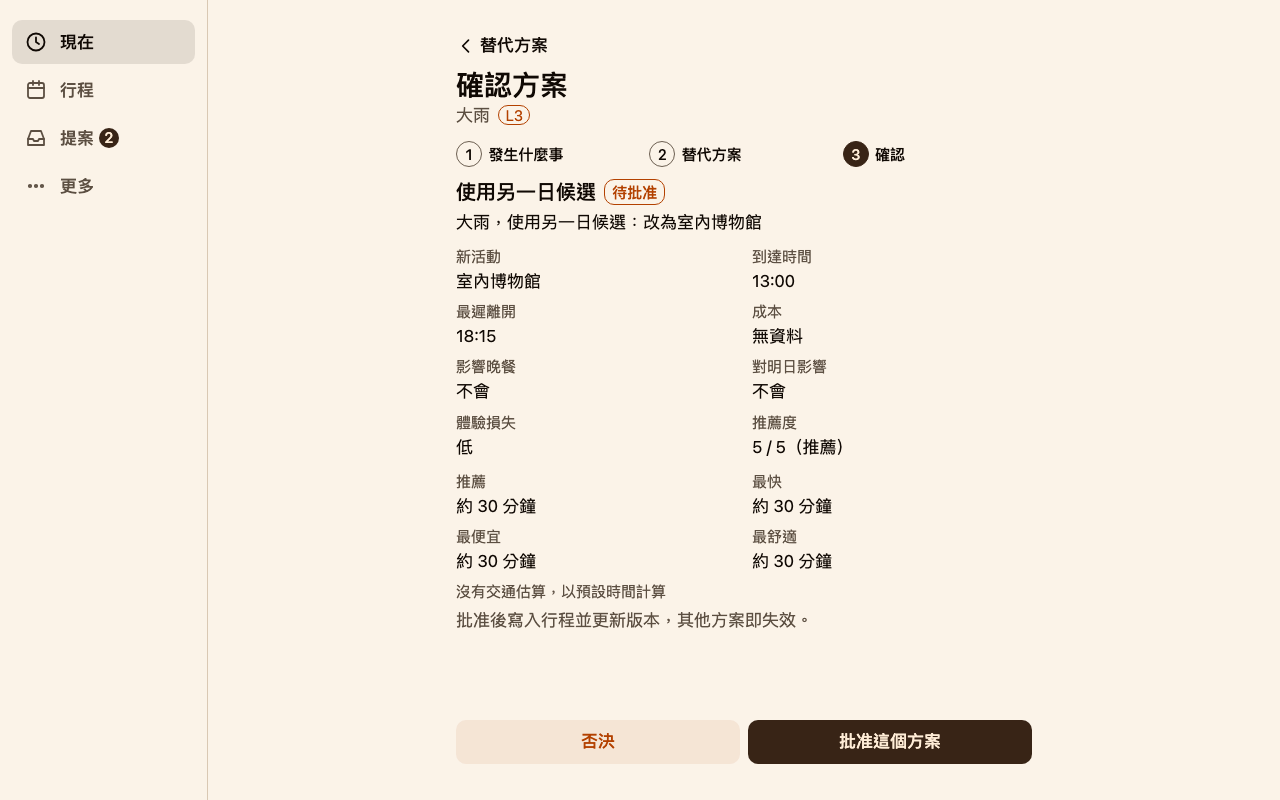 現在
行程
提案 2
更多
替代方案
確認方案
大雨 L3
1 發生什麼事 2 替代方案 3 確認
使用另一日候選 待批准
大雨，使用另一日候選：改為室內博物館
新活動 到達時間
室內博物館 13:00
最遲離開 成本
18:15 無資料
影響晚餐 對明日影響
不會 不會
體驗損失 推薦度
低 5 / 5（推薦）
推薦 最快
約 30 分鐘 約 30 分鐘
最便宜 最舒適
約 30 分鐘 約 30 分鐘
沒有交通估算，以預設時間計算
批准後寫入行程並更新版本，其他方案即失效。
否決 批准這個方案